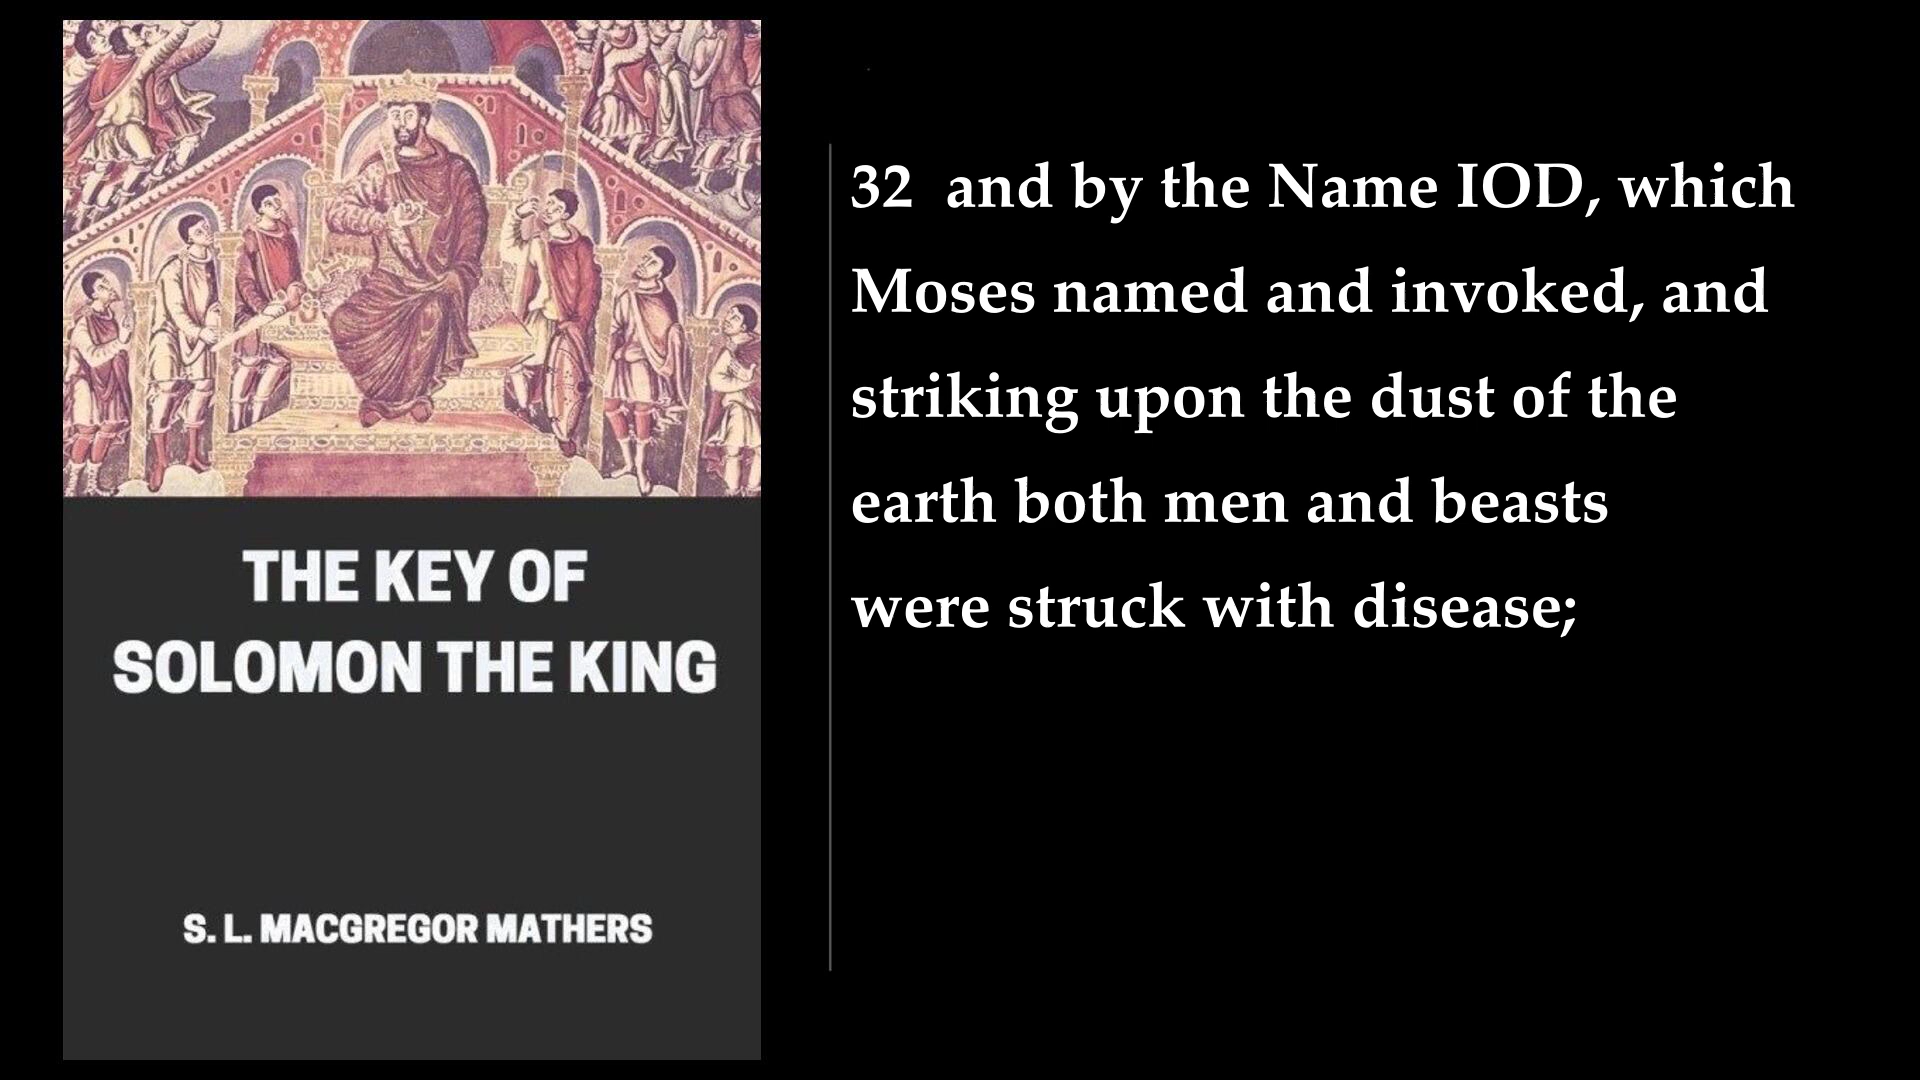 THE KEY OF
SOLOMON THE KING
S. L. MACGREGOR MATHERS
32 and by the Name IOD, which
Moses named and invoked, and
striking upon the dust of the
earth both men and beasts
were struck with disease;